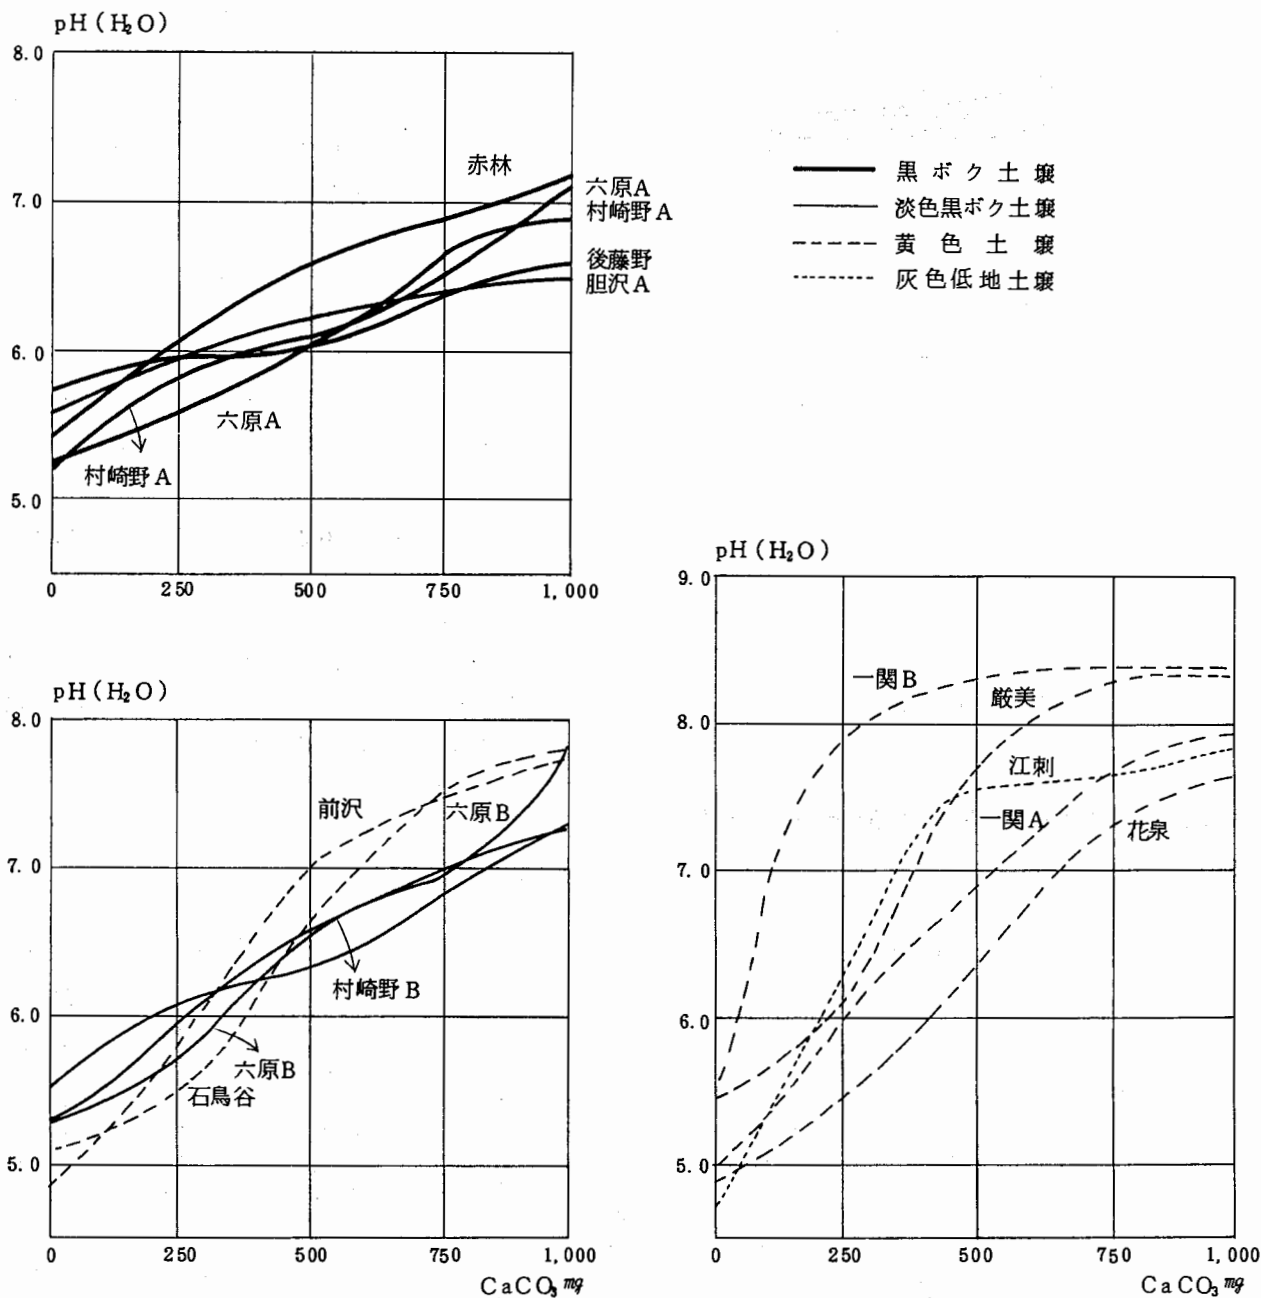 pH (H₂O)
8.0
7.0
6.0
5.0
赤林
六原A
村崎野A
後藤野
胆沢A
六原A
村崎野A
0 250 500 750 1,000
黒ボク土壌
淡色黒ボク土壌
黄色土壌
灰色低地土壌
pH (H₂O)
8.0
7.0
6.0
5.0
前沢
六原B
村崎野B
六原B
石鳥谷
0 250 500 750 1,000
CaCO₃ mg
pH (H₂O)
9.0
8.0
7.0
6.0
5.0
一関B
厳美
江刺
一関A
花泉
0 250 500 750 1,000
CaCO₃ mg